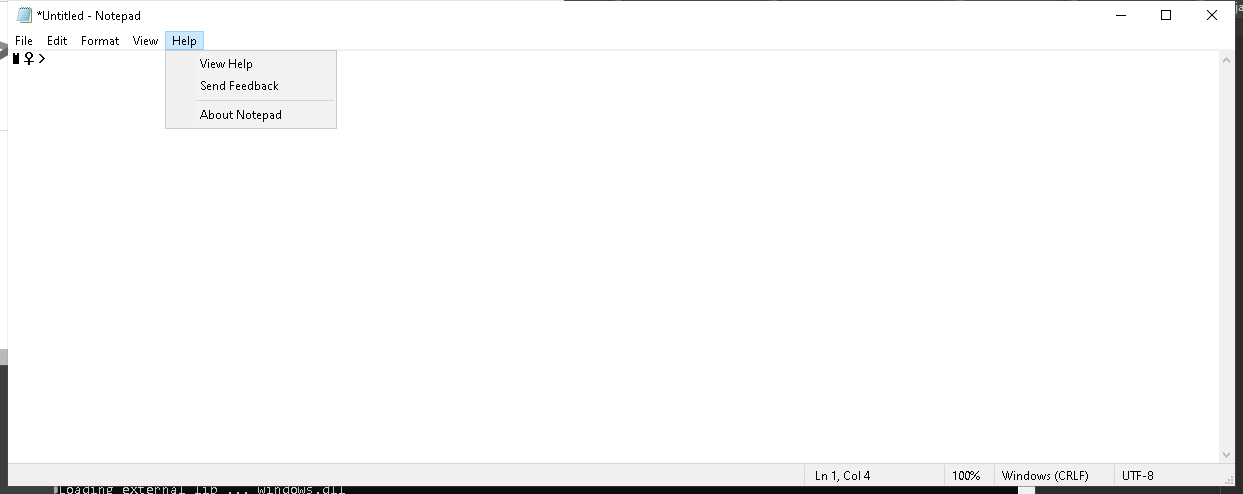 *Untitled - Notepad
File Edit Format View Help
▮♀>
View Help
Send Feedback
About Notepad
Ln 1, Col 4 100% Windows (CRLF) UTF-8
Loading external lib ... windows.dll